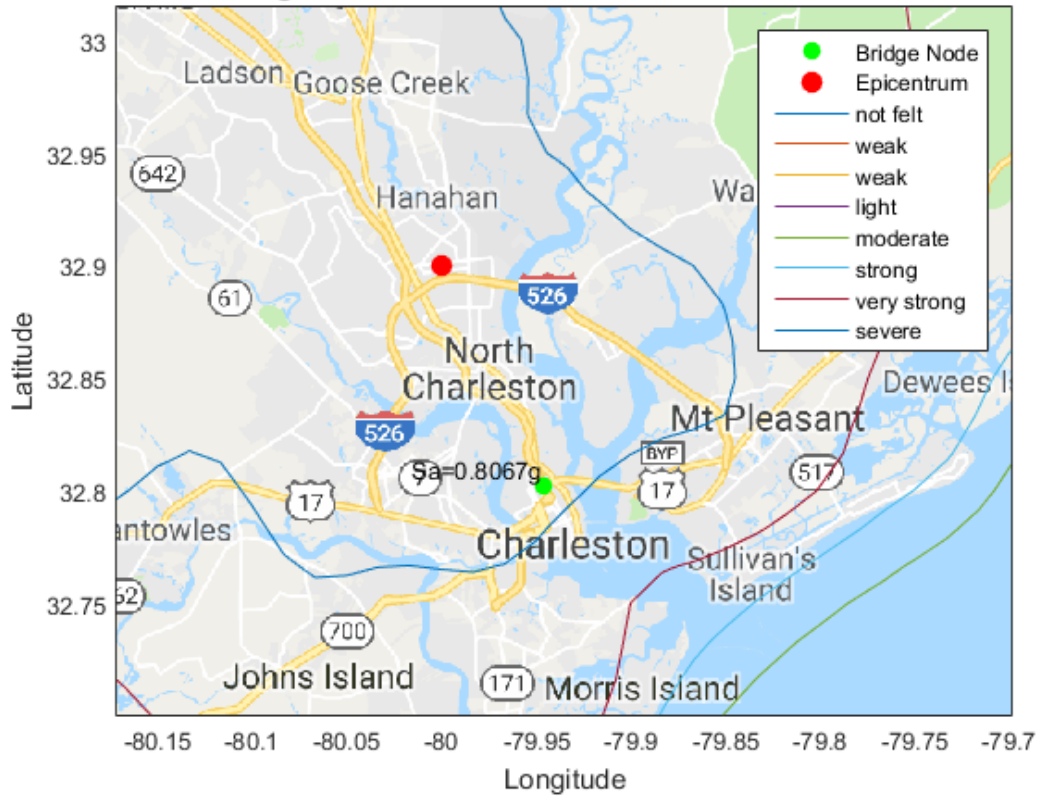 33
32.95
32.9
32.85
32.8
32.75
Latitude
Ladson
Goose Creek
642
Hanahan
Wa
61
526
North
Charleston
Mt Pleasant
Dewees Is
526
BYP
17
517
Sa=0.8067g
17
antowles
Charleston
Sullivan's
Island
700
Johns Island
171
Morris Island
Bridge Node
Epicentrum
not felt
weak
weak
light
moderate
strong
very strong
severe
-80.15
-80.1
-80.05
-80
-79.95
-79.9
-79.85
-79.8
-79.75
-79.7
Longitude